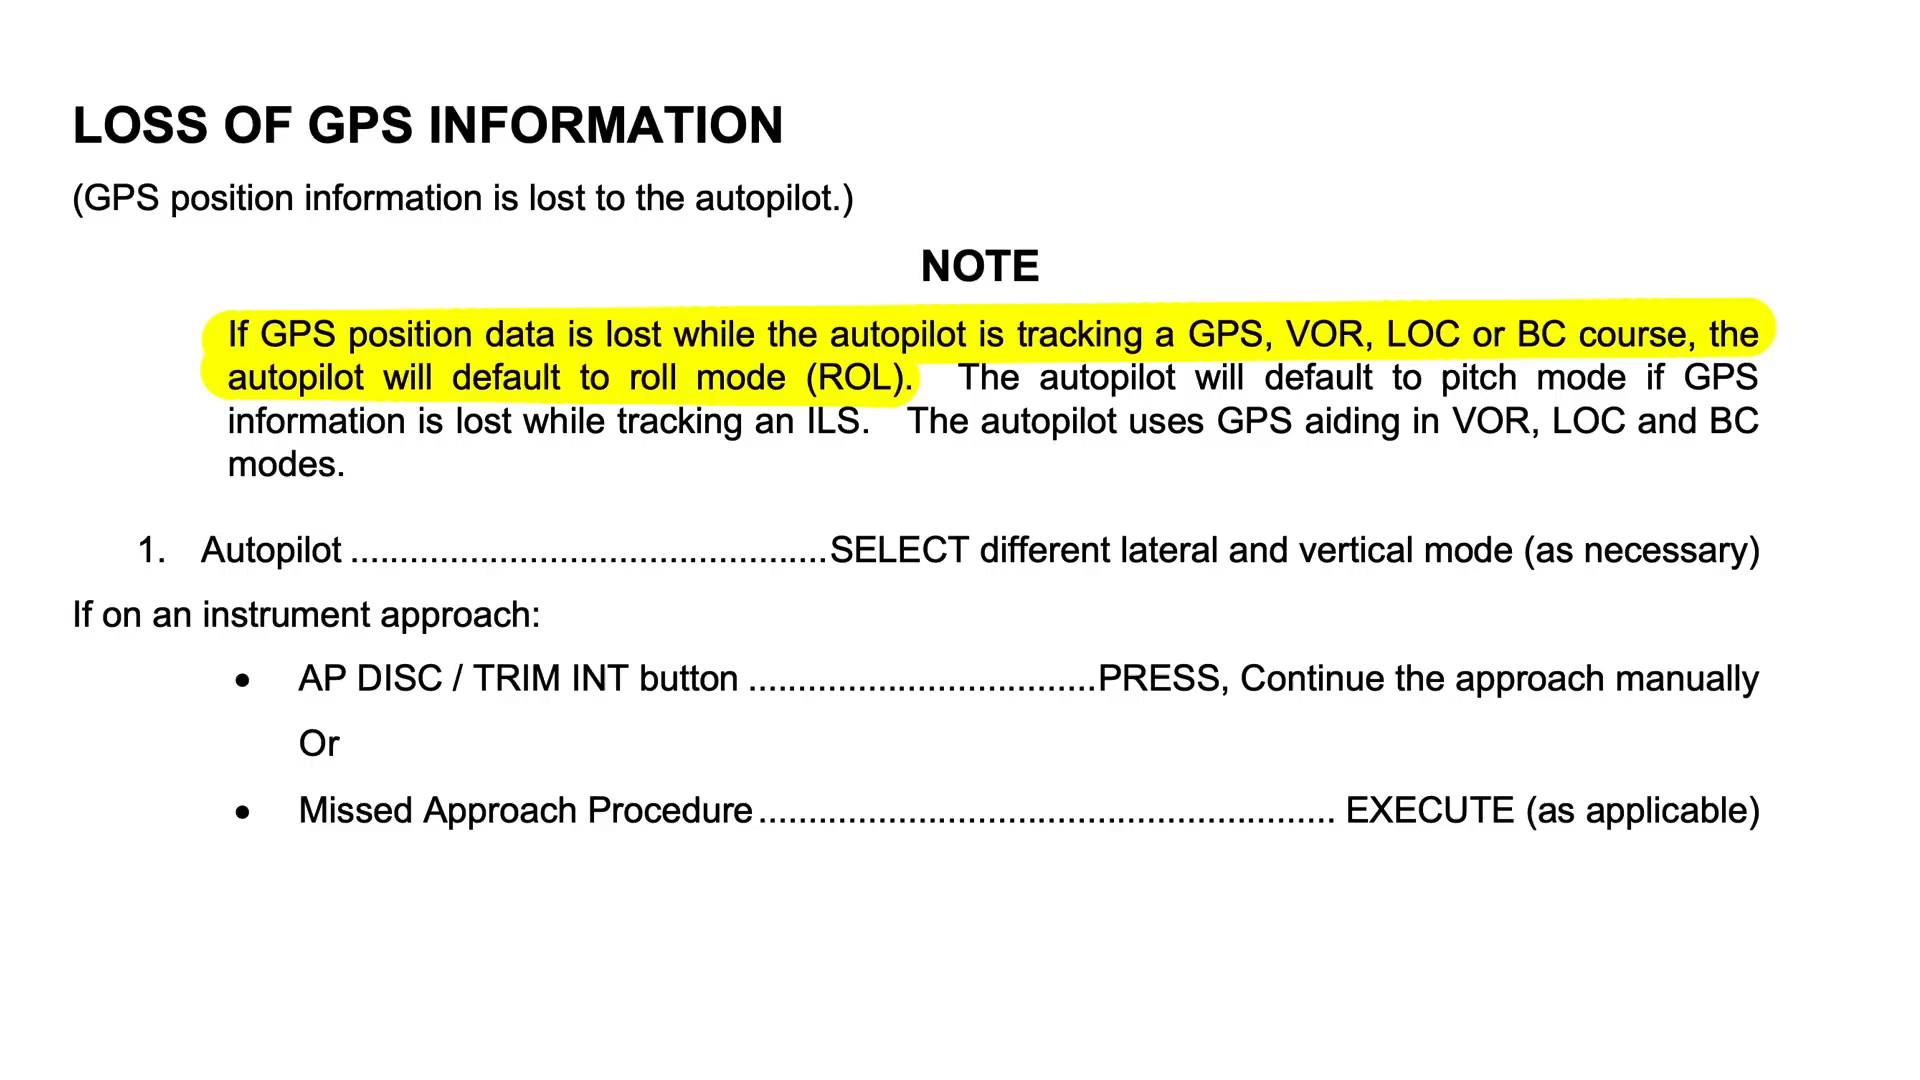 LOSS OF GPS INFORMATION
(GPS position information is lost to the autopilot.)
NOTE
If GPS position data is lost while the autopilot is tracking a GPS, VOR, LOC or BC course, the
autopilot will default to roll mode (ROL). The autopilot will default to pitch mode if GPS
information is lost while tracking an ILS. The autopilot uses GPS aiding in VOR, LOC and BC
modes.
1. Autopilot ................................................SELECT different lateral and vertical mode (as necessary)
If on an instrument approach:
• AP DISC / TRIM INT button ...................................PRESS, Continue the approach manually
Or
• Missed Approach Procedure.......................................................... EXECUTE (as applicable)